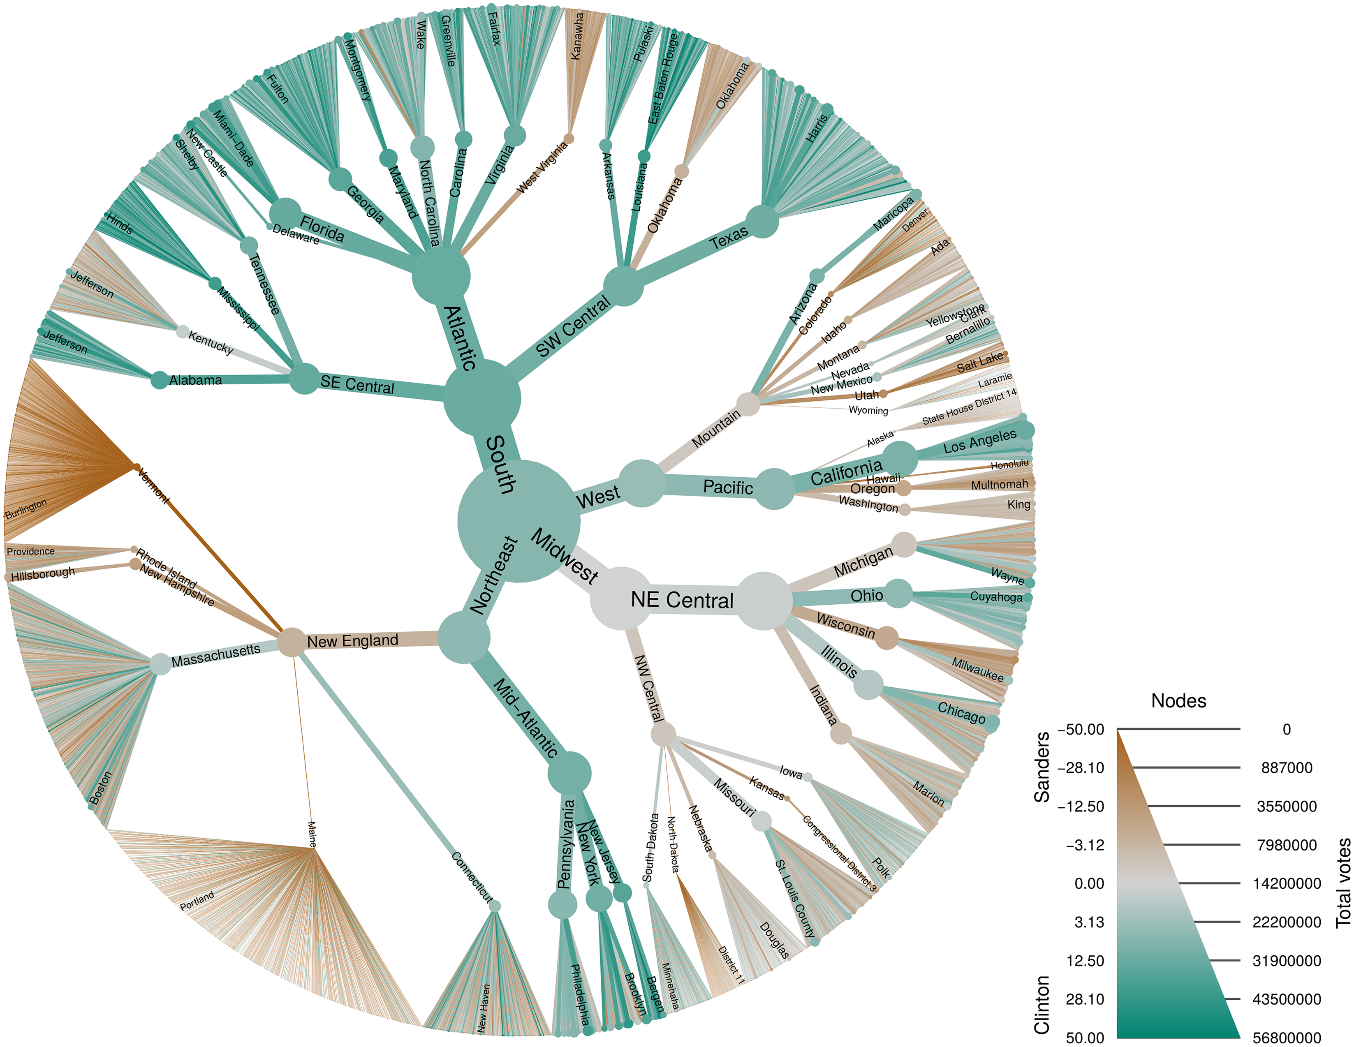 Midwest
South
West
Northeast
Atlantic
SW Central
SE Central
Florida
Delaware
Georgia
Maryland
North Carolina
Carolina
Virginia
West Virginia
Miami−Dade
New Castle
Fulton
Montgomery
Wake
Greenville
Fairfax
Kanawha
Arkansas
Louisiana
Oklahoma
Texas
Pulaski
East Baton Rouge
Oklahoma
Harris
Tennessee
Mississippi
Kentucky
Alabama
Shelby
Hinds
Jefferson
Jefferson
Mountain
Pacific
Arizona
Colorado
Idaho
Montana
Nevada
New Mexico
Utah
Wyoming
Maricopa
Denver
Ada
Yellowstone
Clark
Bernalillo
Salt Lake
Laramie
State House District 14
Alaska
California
Hawaii
Oregon
Washington
Los Angeles
Honolulu
Multnomah
King
NE Central
NW Central
Michigan
Ohio
Wisconsin
Illinois
Indiana
Wayne
Cuyahoga
Milwaukee
Chicago
Marion
Iowa
Kansas
Missouri
Nebraska
North Dakota
South Dakota
Polk
Congressional District 3
St. Louis County
Douglas
District 11
Minnehaha
New England
Mid−Atlantic
Vermont
Rhode Island
New Hampshire
Massachusetts
Maine
Connecticut
Burlington
Providence
Hillsborough
Boston
Portland
New Haven
Pennsylvania
New York
New Jersey
Philadelphia
Brooklyn
Bergen
Nodes
Sanders
Clinton
Total votes
−50.00 0
−28.10 887000
−12.50 3550000
−3.12 7980000
0.00 14200000
3.13 22200000
12.50 31900000
28.10 43500000
50.00 56800000